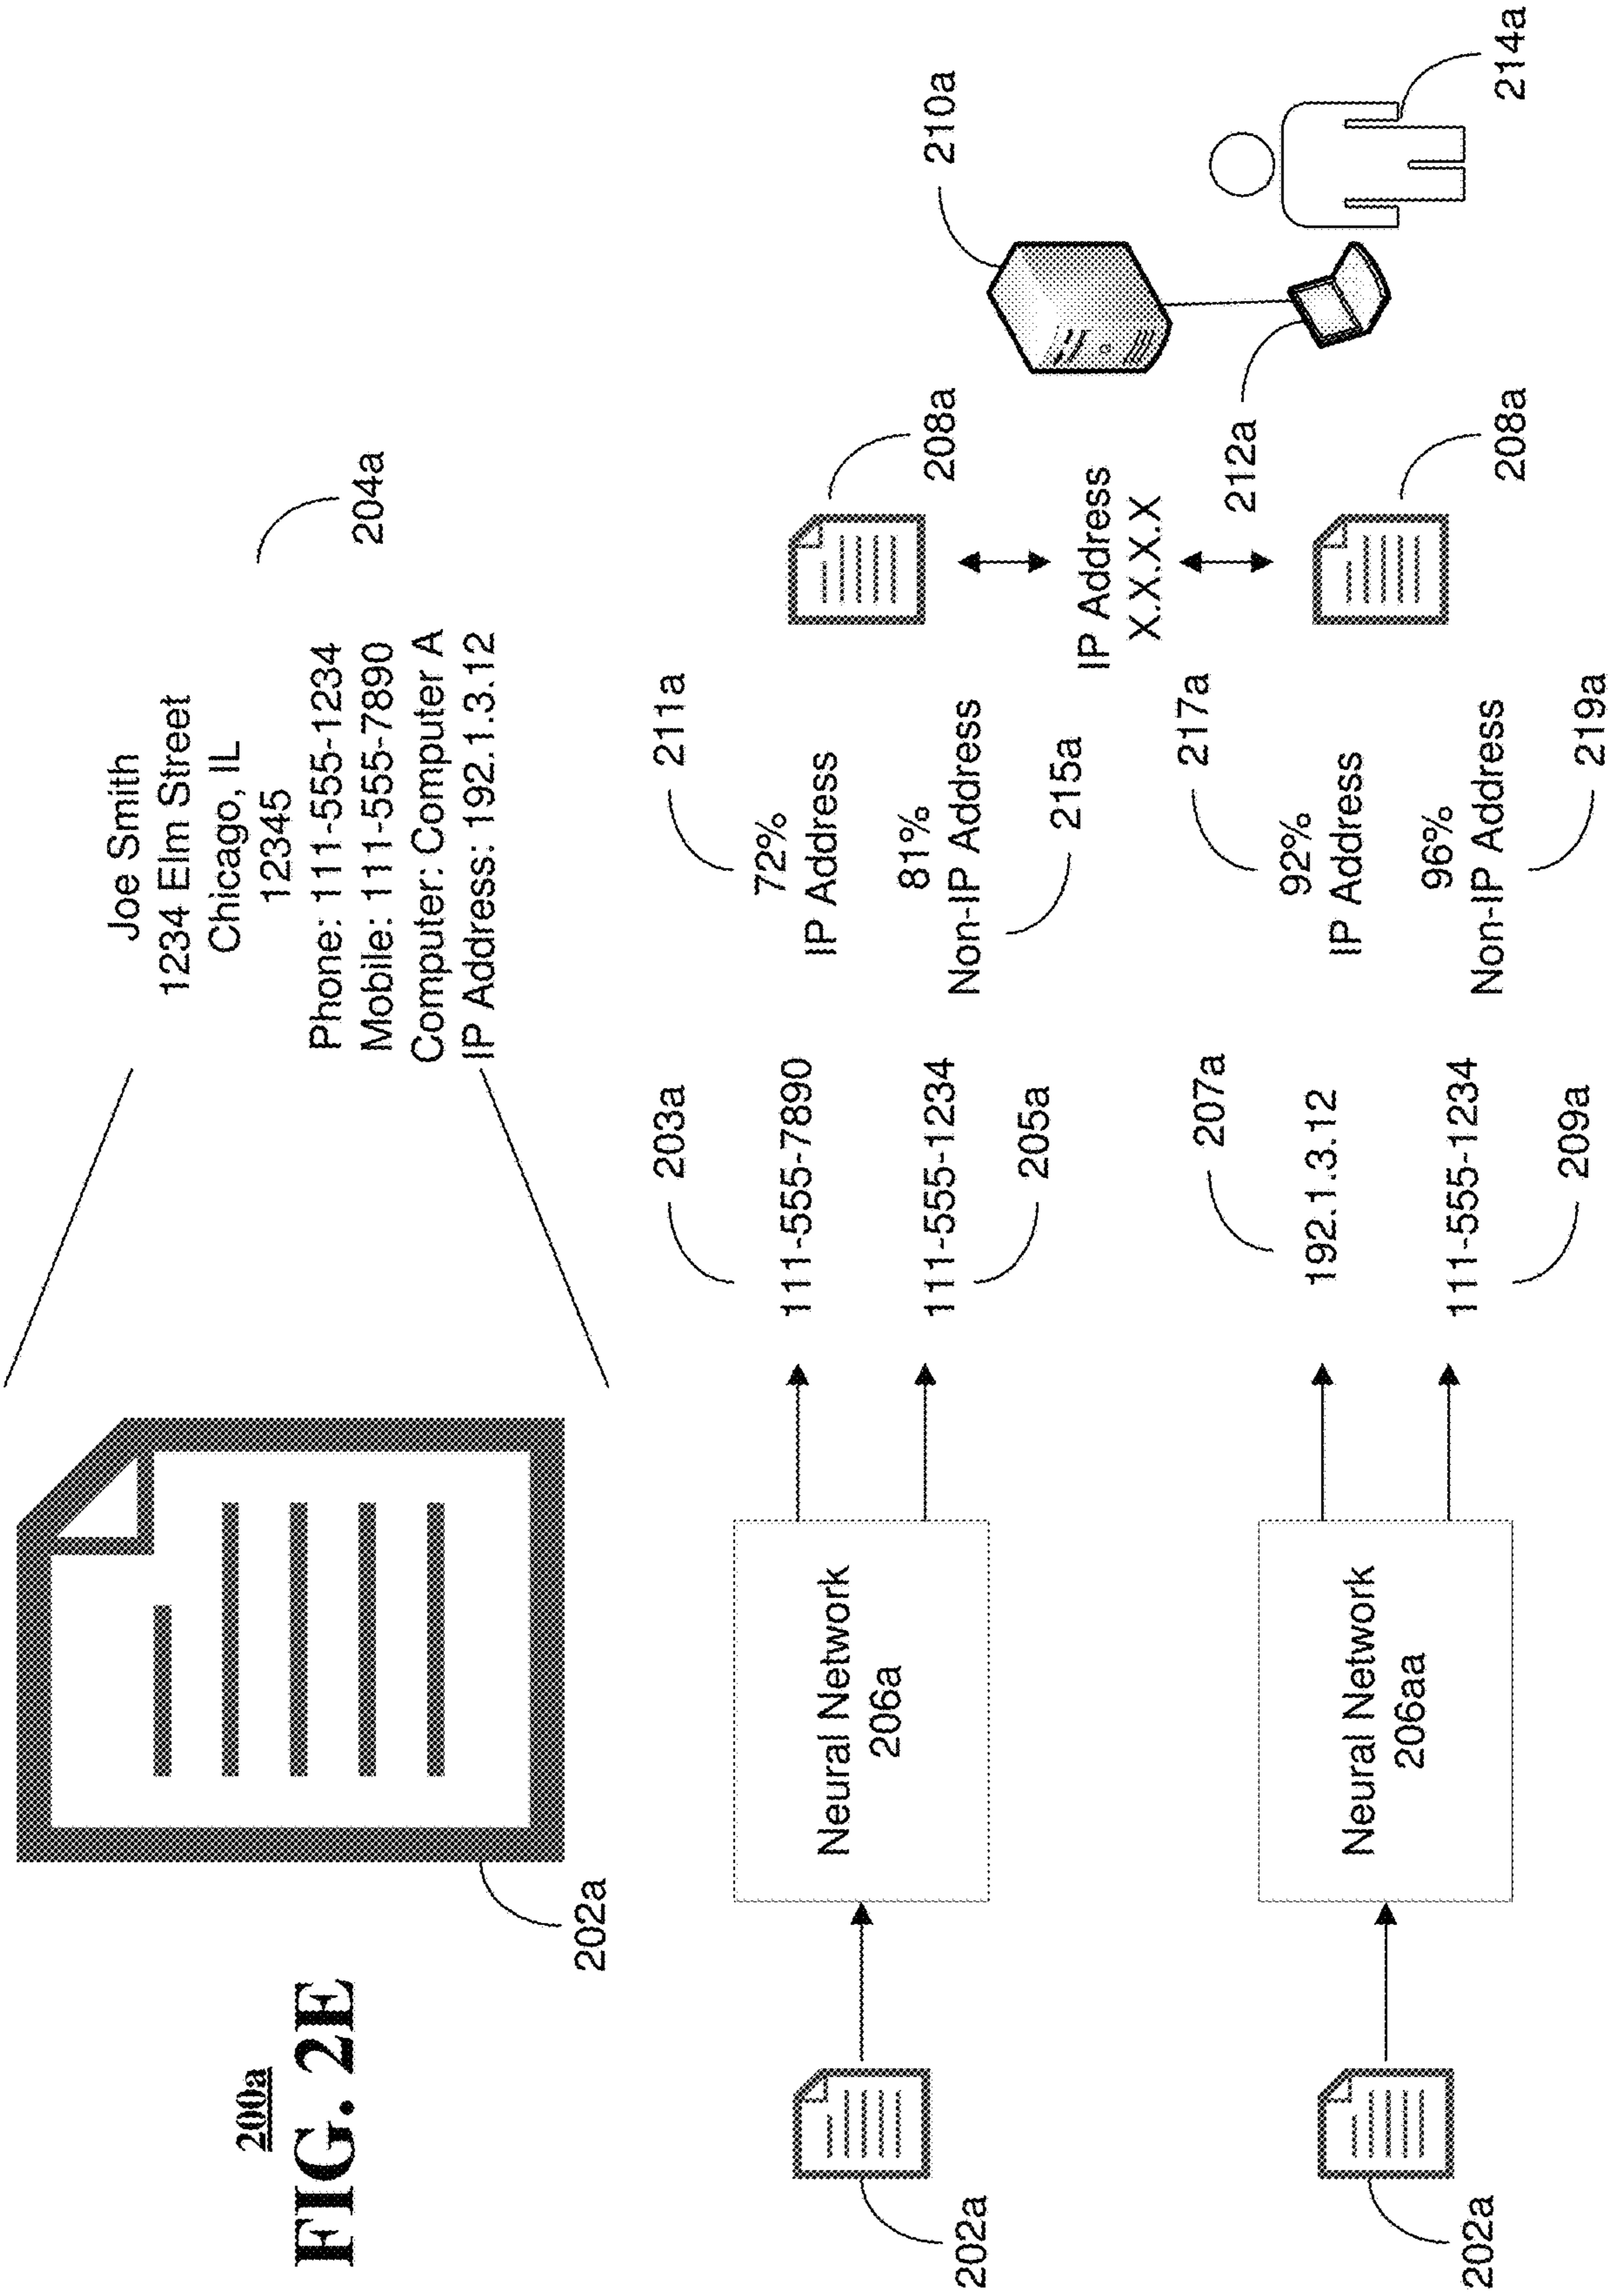 200a
FIG. 2E
202a
Joe Smith
1234 Elm Street
Chicago, IL
12345
Phone: 111-555-1234
Mobile: 111-555-7890
Computer: Computer A
IP Address: 192.1.3.12
204a
202a
Neural Network
206a
203a
111-555-7890
111-555-1234
205a
211a
72%
IP Address
81%
Non-IP Address
215a
208a
IP Address
X.X.X.X
210a
212a
214a
202a
Neural Network
206aa
207a
192.1.3.12
111-555-1234
209a
217a
92%
IP Address
96%
Non-IP Address
219a
208a